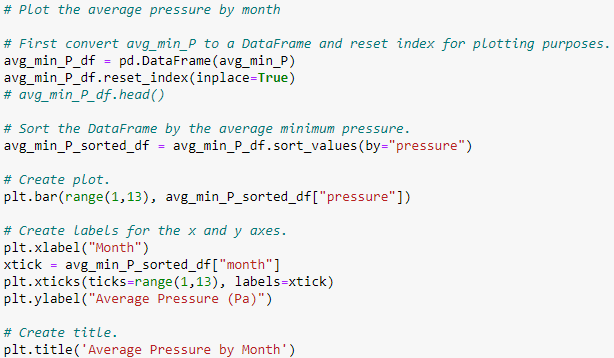 # Plot the average pressure by month
# First convert avg_min_P to a DataFrame and reset index for plotting purposes.
avg_min_P_df = pd.DataFrame(avg_min_P)
avg_min_P_df.reset_index(inplace=True)
# avg_min_P_df.head()
# Sort the DataFrame by the average minimum pressure.
avg_min_P_sorted_df = avg_min_P_df.sort_values(by="pressure")
# Create plot.
plt.bar(range(1,13), avg_min_P_sorted_df["pressure"])
# Create labels for the x and y axes.
plt.xlabel("Month")
xtick = avg_min_P_sorted_df["month"]
plt.xticks(ticks=range(1,13), labels=xtick)
plt.ylabel("Average Pressure (Pa)")
# Create title.
plt.title('Average Pressure by Month')